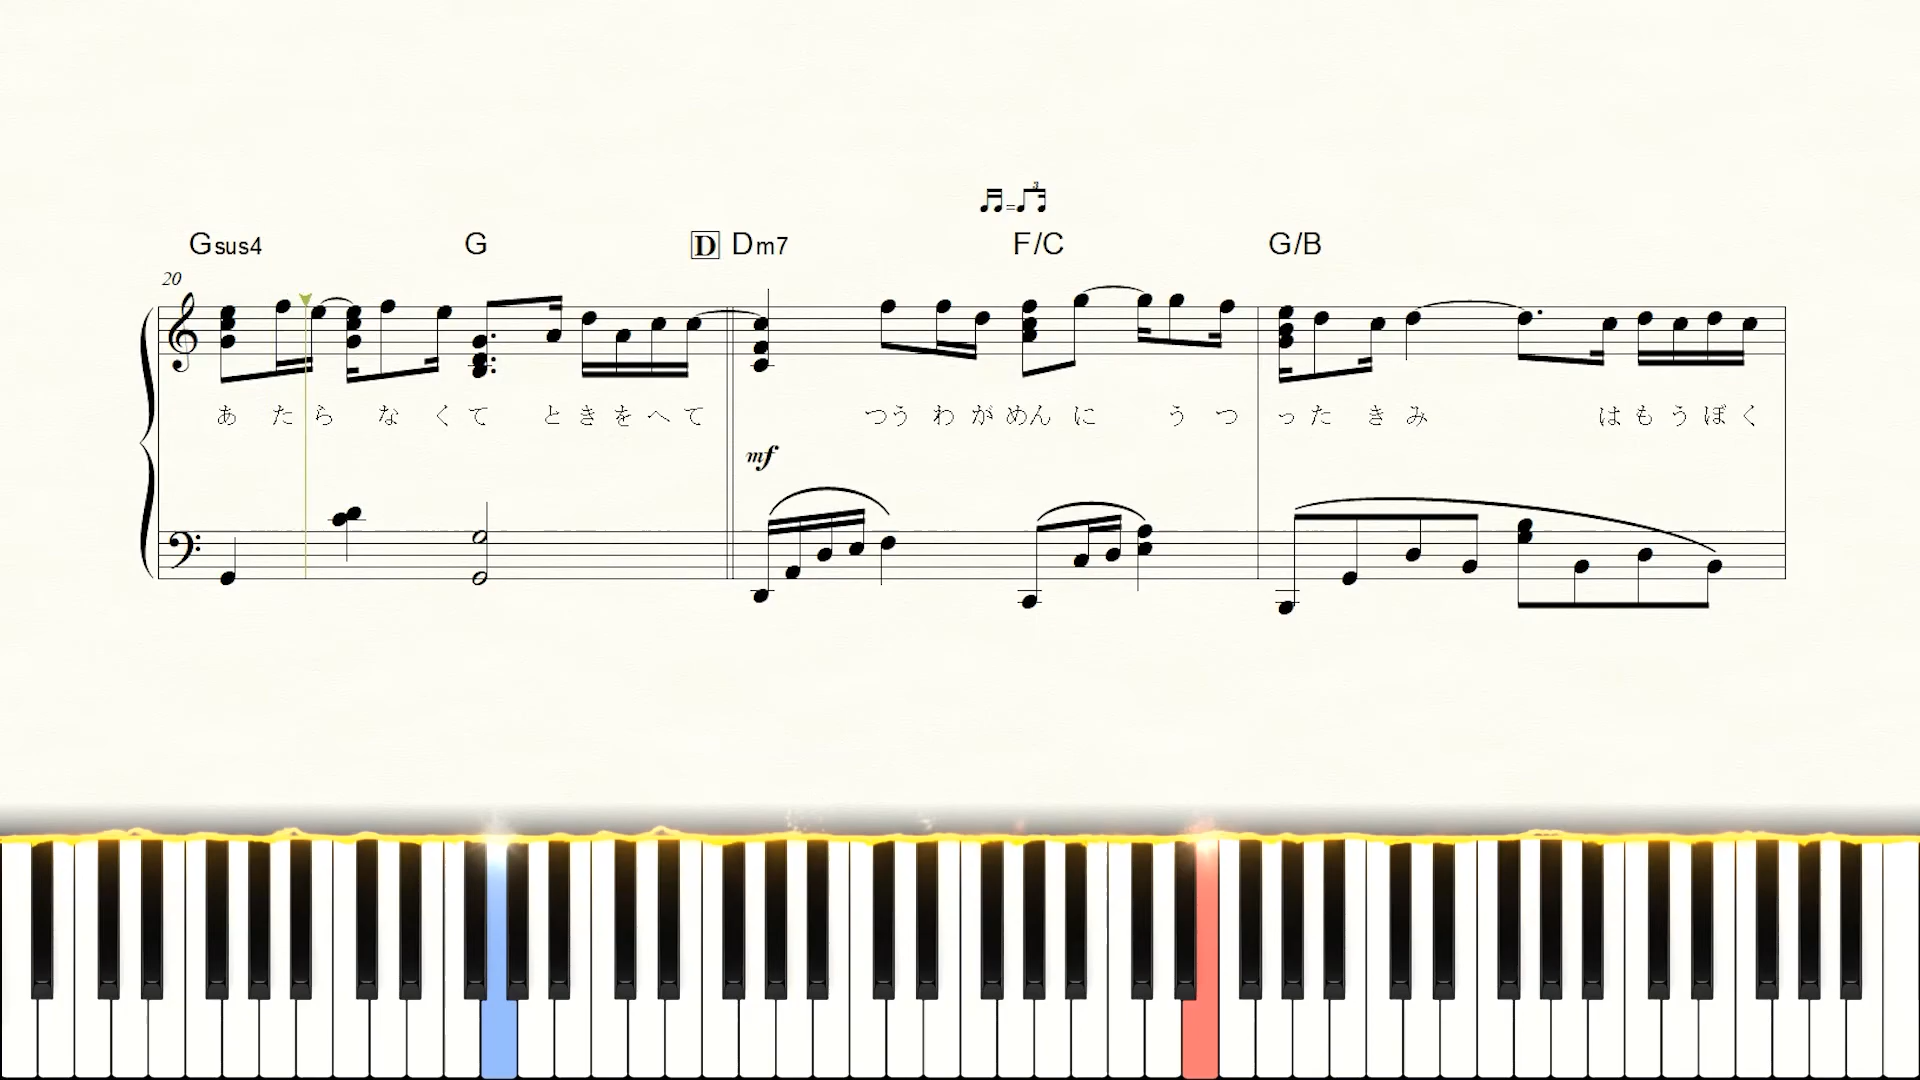 3
=
Gsus4 G D Dm7 F/C G/B
20
あ た ら な く て と き を へ て つう わ が めん に う つ っ た き み は も う ぼ く
mf